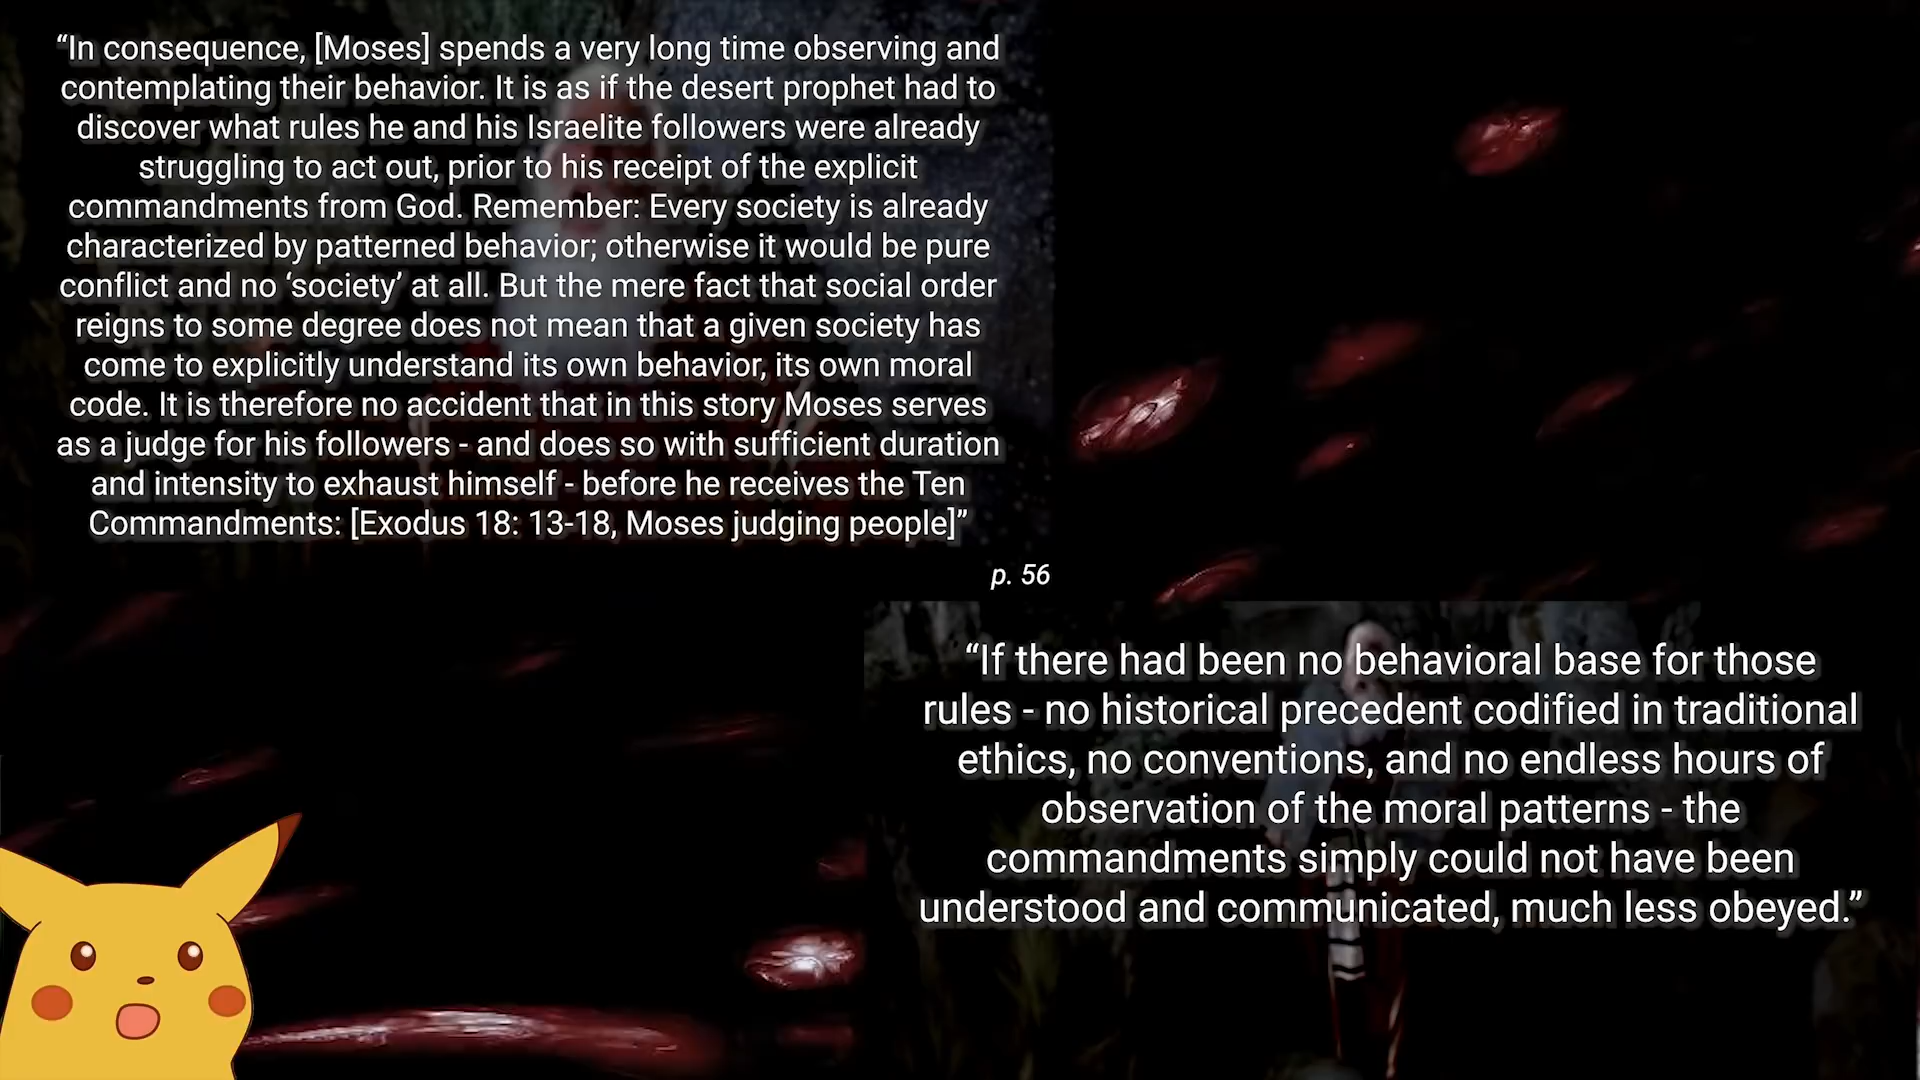 “In consequence, [Moses] spends a very long time observing and
contemplating their behavior. It is as if the desert prophet had to
discover what rules he and his Israelite followers were already
struggling to act out, prior to his receipt of the explicit
commandments from God. Remember: Every society is already
characterized by patterned behavior; otherwise it would be pure
conflict and no ‘society’ at all. But the mere fact that social order
reigns to some degree does not mean that a given society has
come to explicitly understand its own behavior, its own moral
code. It is therefore no accident that in this story Moses serves
as a judge for his followers - and does so with sufficient duration
and intensity to exhaust himself - before he receives the Ten
Commandments: [Exodus 18: 13-18, Moses judging people]”
p. 56
“If there had been no behavioral base for those
rules - no historical precedent codified in traditional
ethics, no conventions, and no endless hours of
observation of the moral patterns - the
commandments simply could not have been
understood and communicated, much less obeyed.”